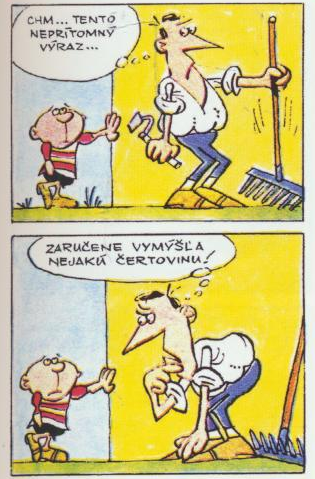 CHM... TENTO
NEPRÍTOMNÝ
VÝRAZ...
ZARUČENE VYMÝŠĽA
NEJAKÚ ČERTOVINU!